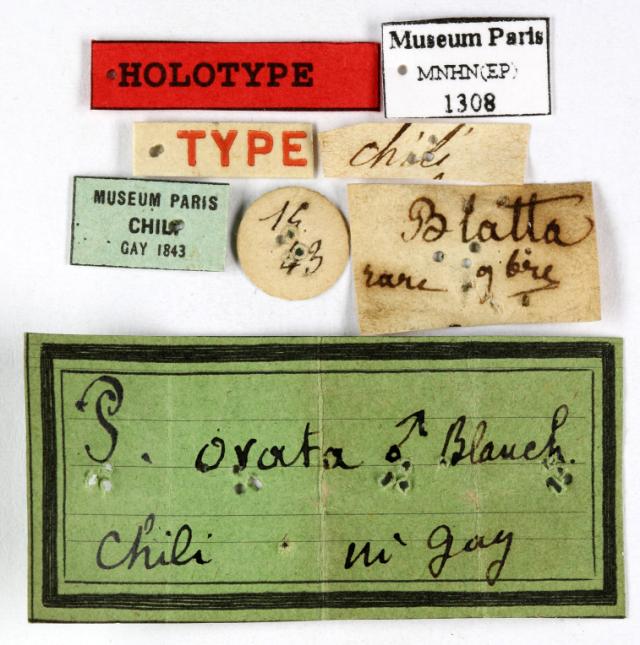 HOLOTYPE
Museum Paris
MNHN(EP)
1308
TYPE
chili
MUSEUM PARIS
CHILI
GAY 1843
15
43
Blatta
rare 9bre
P. ovata ♂ Blanch.
Chili m Gay